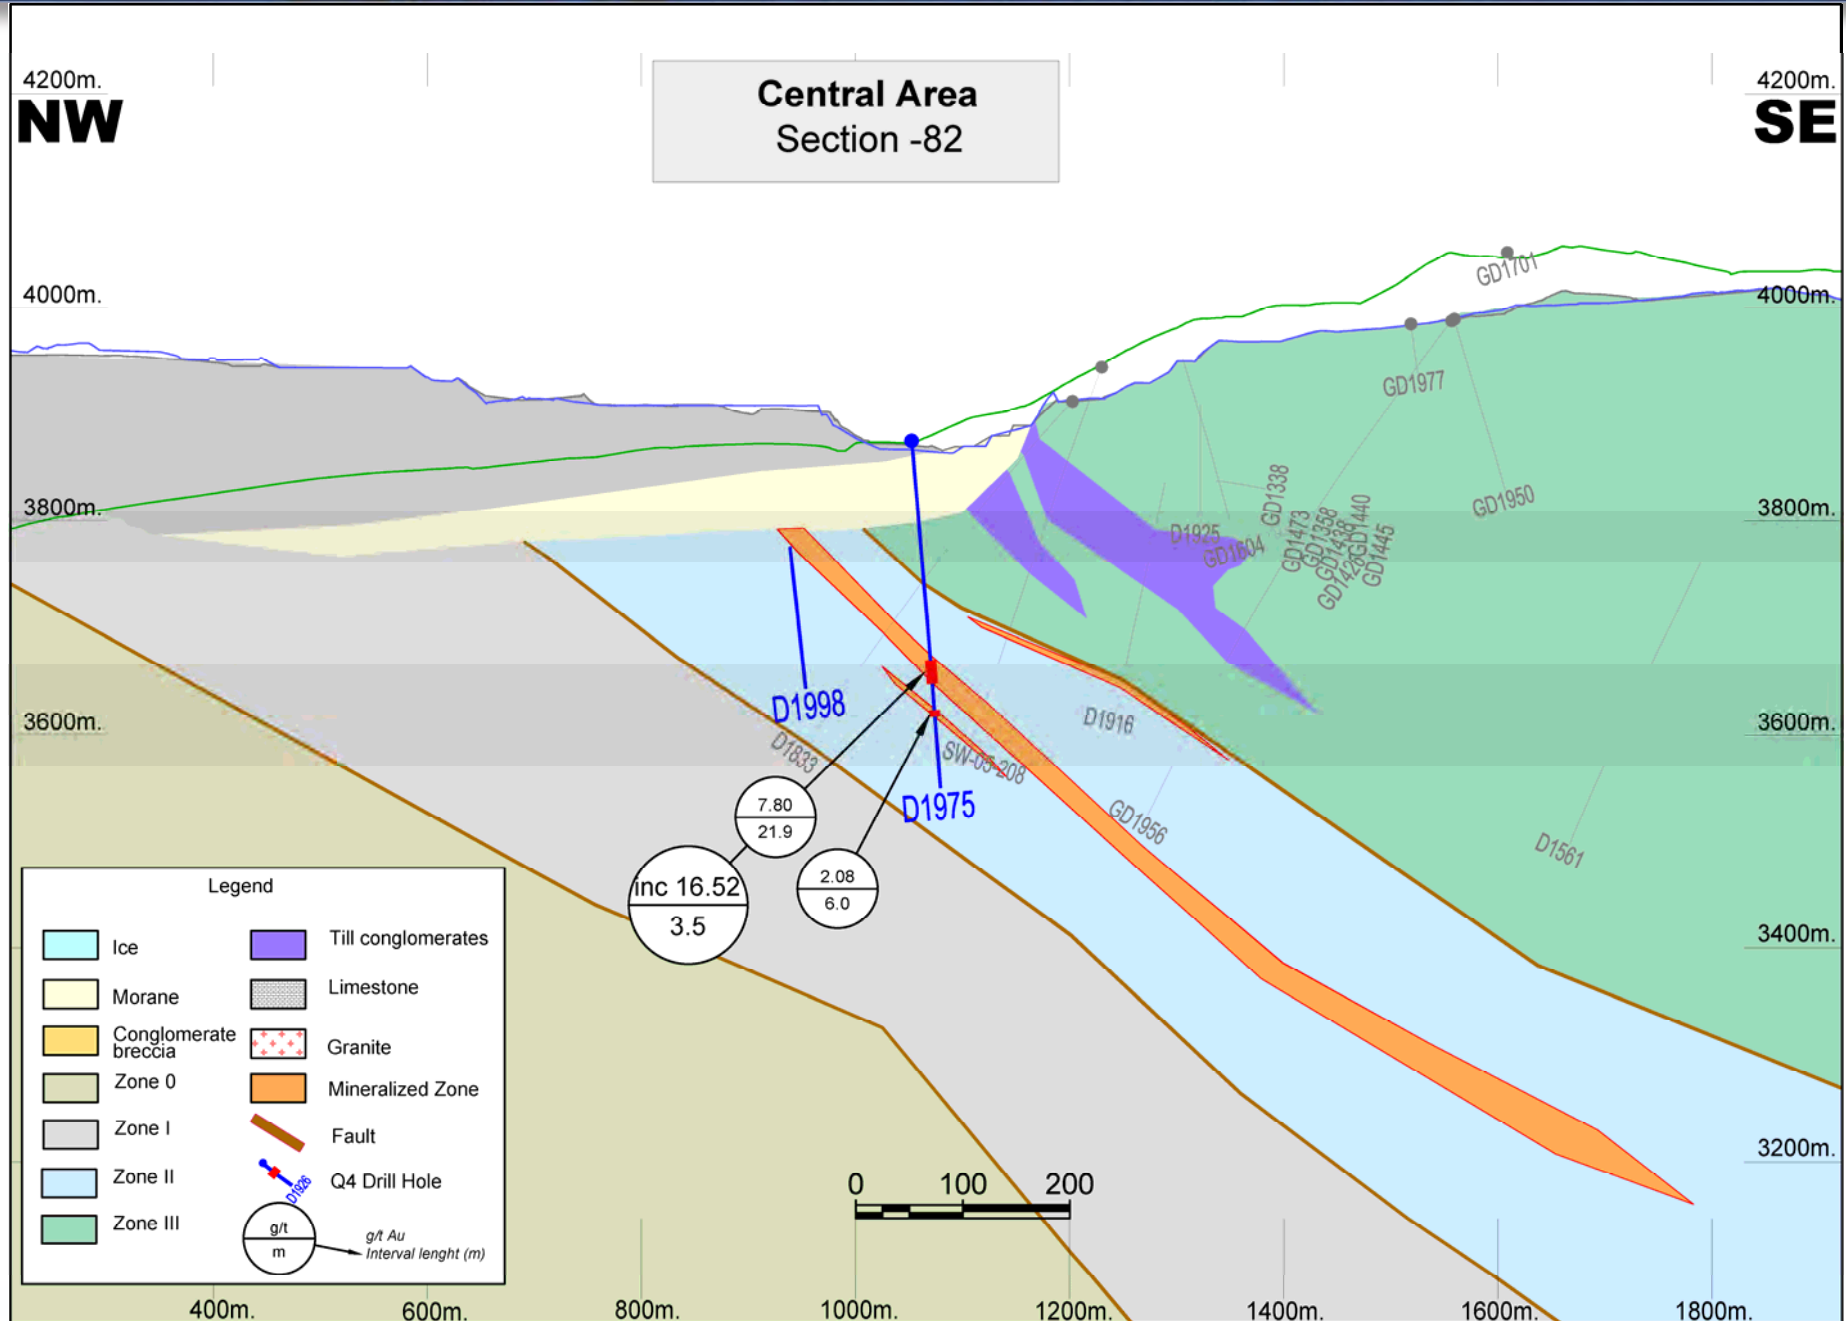 4200m.
4200m.
NW
Central Area
Section -82
SE
GD1701
4000m.
4000m.
GD1977
GD1950
3800m.
3800m.
GD1338
GD1473
GD1358
GD1438
GD1440
GD1428
GD1445
D1925
GD1604
D1998
D1916
3600m.
3600m.
D1833
SW-05-208
D1975
GD1956
D1561
7.80
21.9
inc 16.52
3.5
2.08
6.0
3400m.
3200m.
Legend
Ice
Morane
Conglomerate
breccia
Zone 0
Zone I
Zone II
Zone III
Till conglomerates
Limestone
Granite
Mineralized Zone
Fault
D1926
Q4 Drill Hole
g/t
m
g/t Au
Interval lenght (m)
0 100 200
400m. 600m. 800m. 1000m. 1200m. 1400m. 1600m. 1800m.